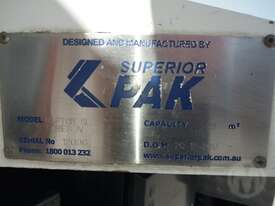 DESIGNED AND MANUFACTURED BY
SUPERIOR
PAK
MODEL
CAPACITY m³
SERIAL No
D.O.M
Phone: 1800 013 232
www.superiorpak.com.au